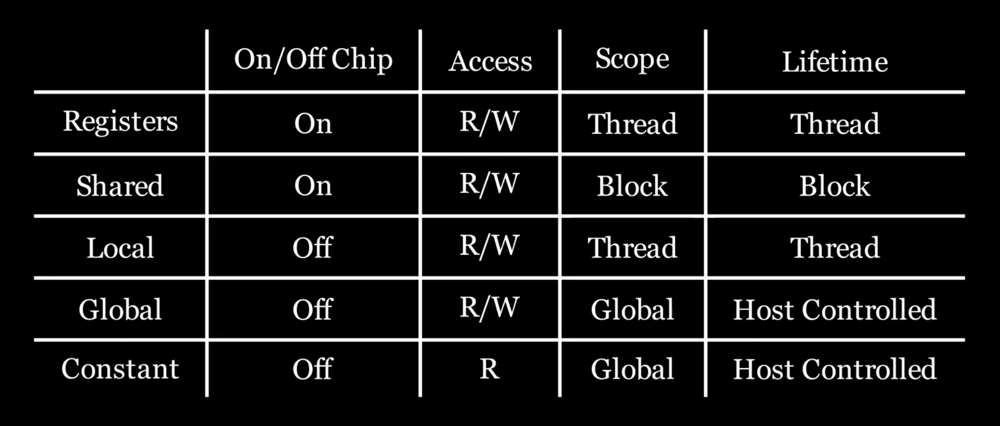 On/Off Chip Access Scope Lifetime
Registers On R/W Thread Thread
Shared On R/W Block Block
Local Off R/W Thread Thread
Global Off R/W Global Host Controlled
Constant Off R Global Host Controlled